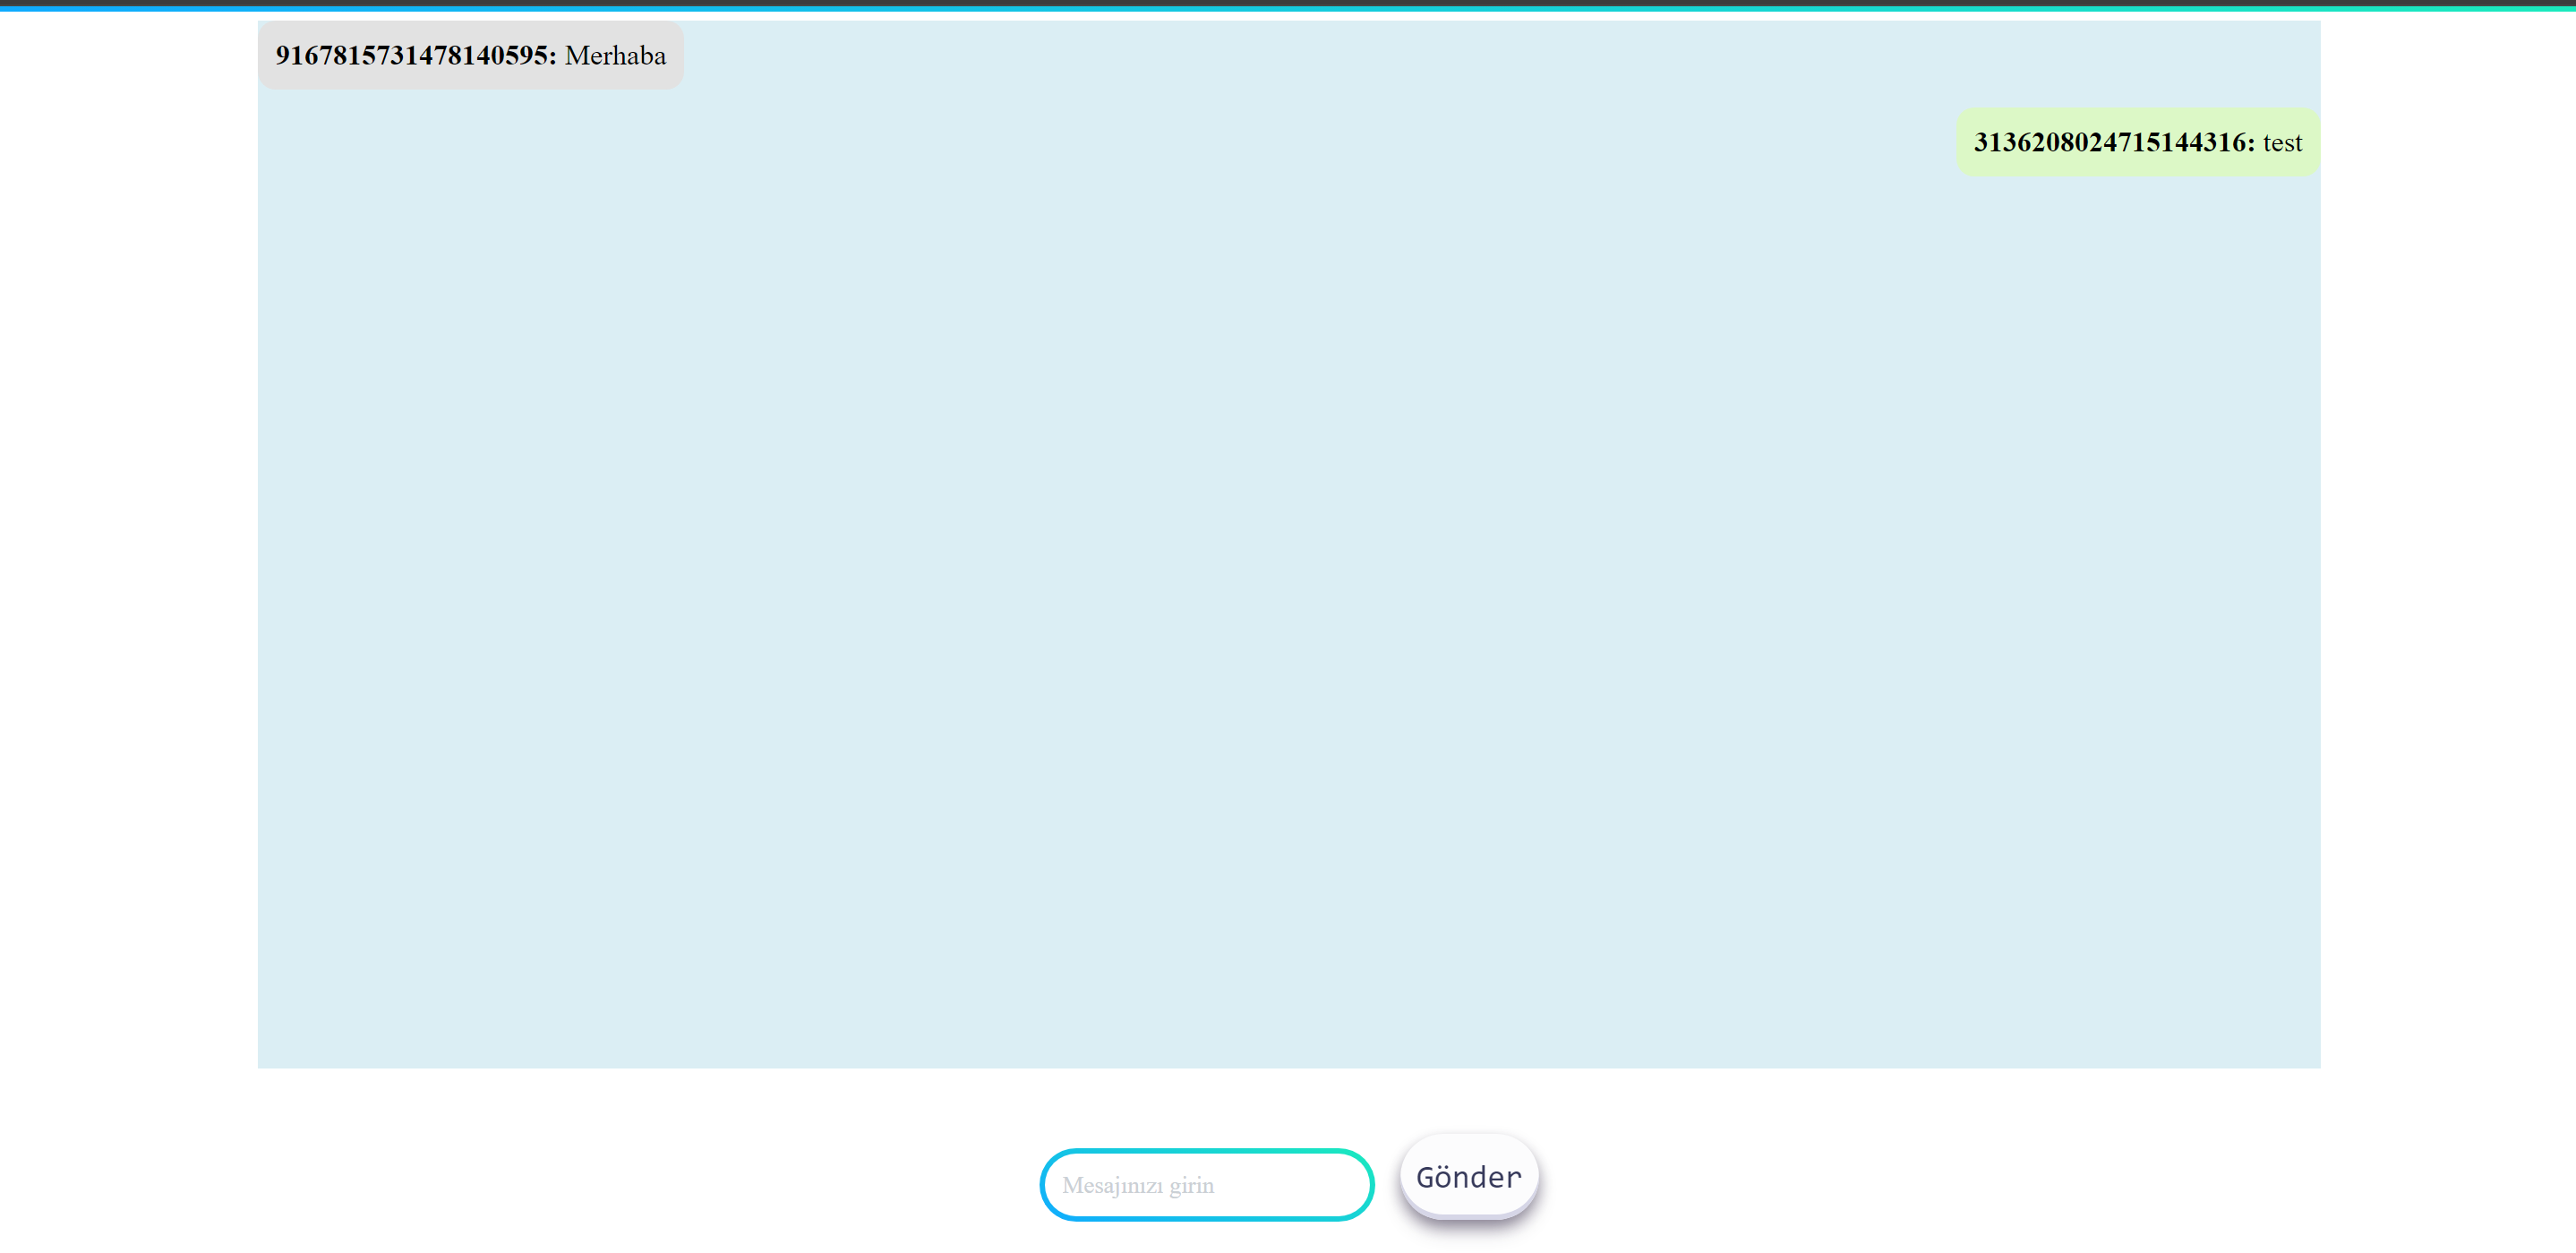 9167815731478140595: Merhaba
3136208024715144316: test
Mesajınızı girin
Gönder